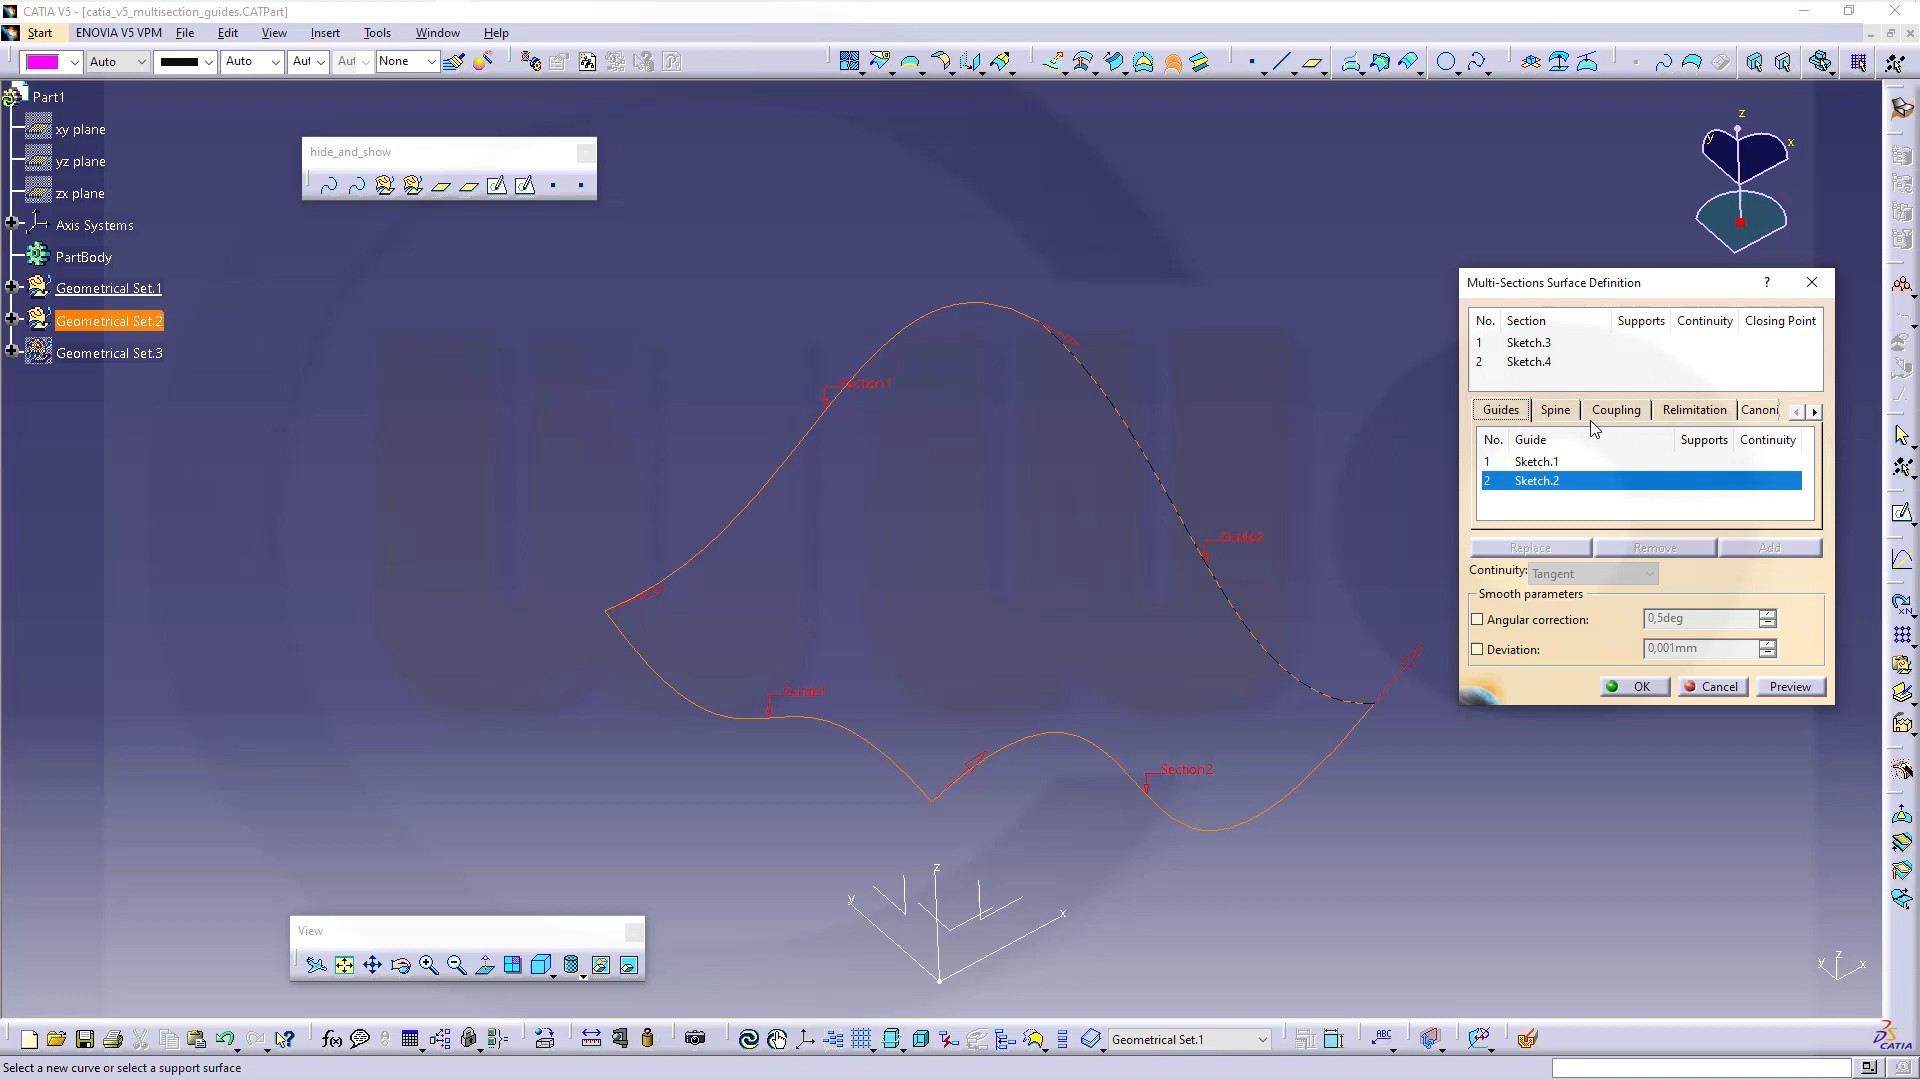 CATIA V5 - [catia_v5_multisection_guides.CATPart]
Start ENOVIA V5 VPM File Edit View Insert Tools Window Help
Auto Auto Aut Aut None
Part1
xy plane
yz plane
zx plane
Axis Systems
PartBody
Geometrical Set.1
Geometrical Set.2
Geometrical Set.3
hide_and_show
z
y
x
Section1
Guide2
Guide1
Section2
Multi-Sections Surface Definition ? 
No. Section Supports Continuity Closing Point
1 Sketch.3
2 Sketch.4
Guides Spine Coupling Relimitation Canoni
No. Guide Supports Continuity
1 Sketch.1
2 Sketch.2
Replace Remove Add
Continuity: Tangent
Smooth parameters
Angular correction: 0,5deg
Deviation: 0,001mm
OK Cancel Preview
z
y
x
View
z
y x
f(x) Geometrical Set.1 ABC
CATIA
Select a new curve or select a support surface